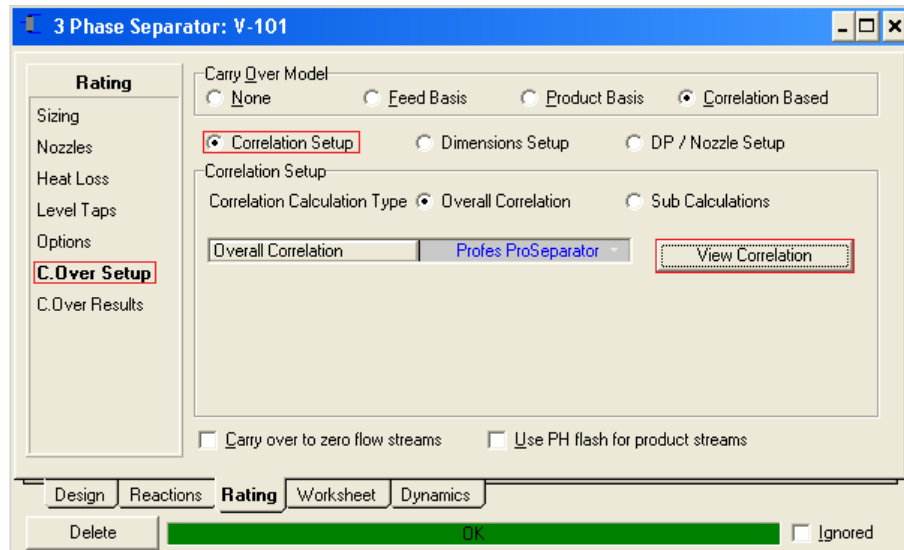 3 Phase Separator: V-101
Rating
Sizing
Nozzles
Heat Loss
Level Taps
Options
C.Over Setup
C.Over Results
Carry Over Model
None Feed Basis Product Basis Correlation Based
Correlation Setup Dimensions Setup DP / Nozzle Setup
Correlation Setup
Correlation Calculation Type Overall Correlation Sub Calculations
Overall Correlation Profes ProSeparator View Correlation
Carry over to zero flow streams Use PH flash for product streams
Design Reactions Rating Worksheet Dynamics
Delete OK Ignored